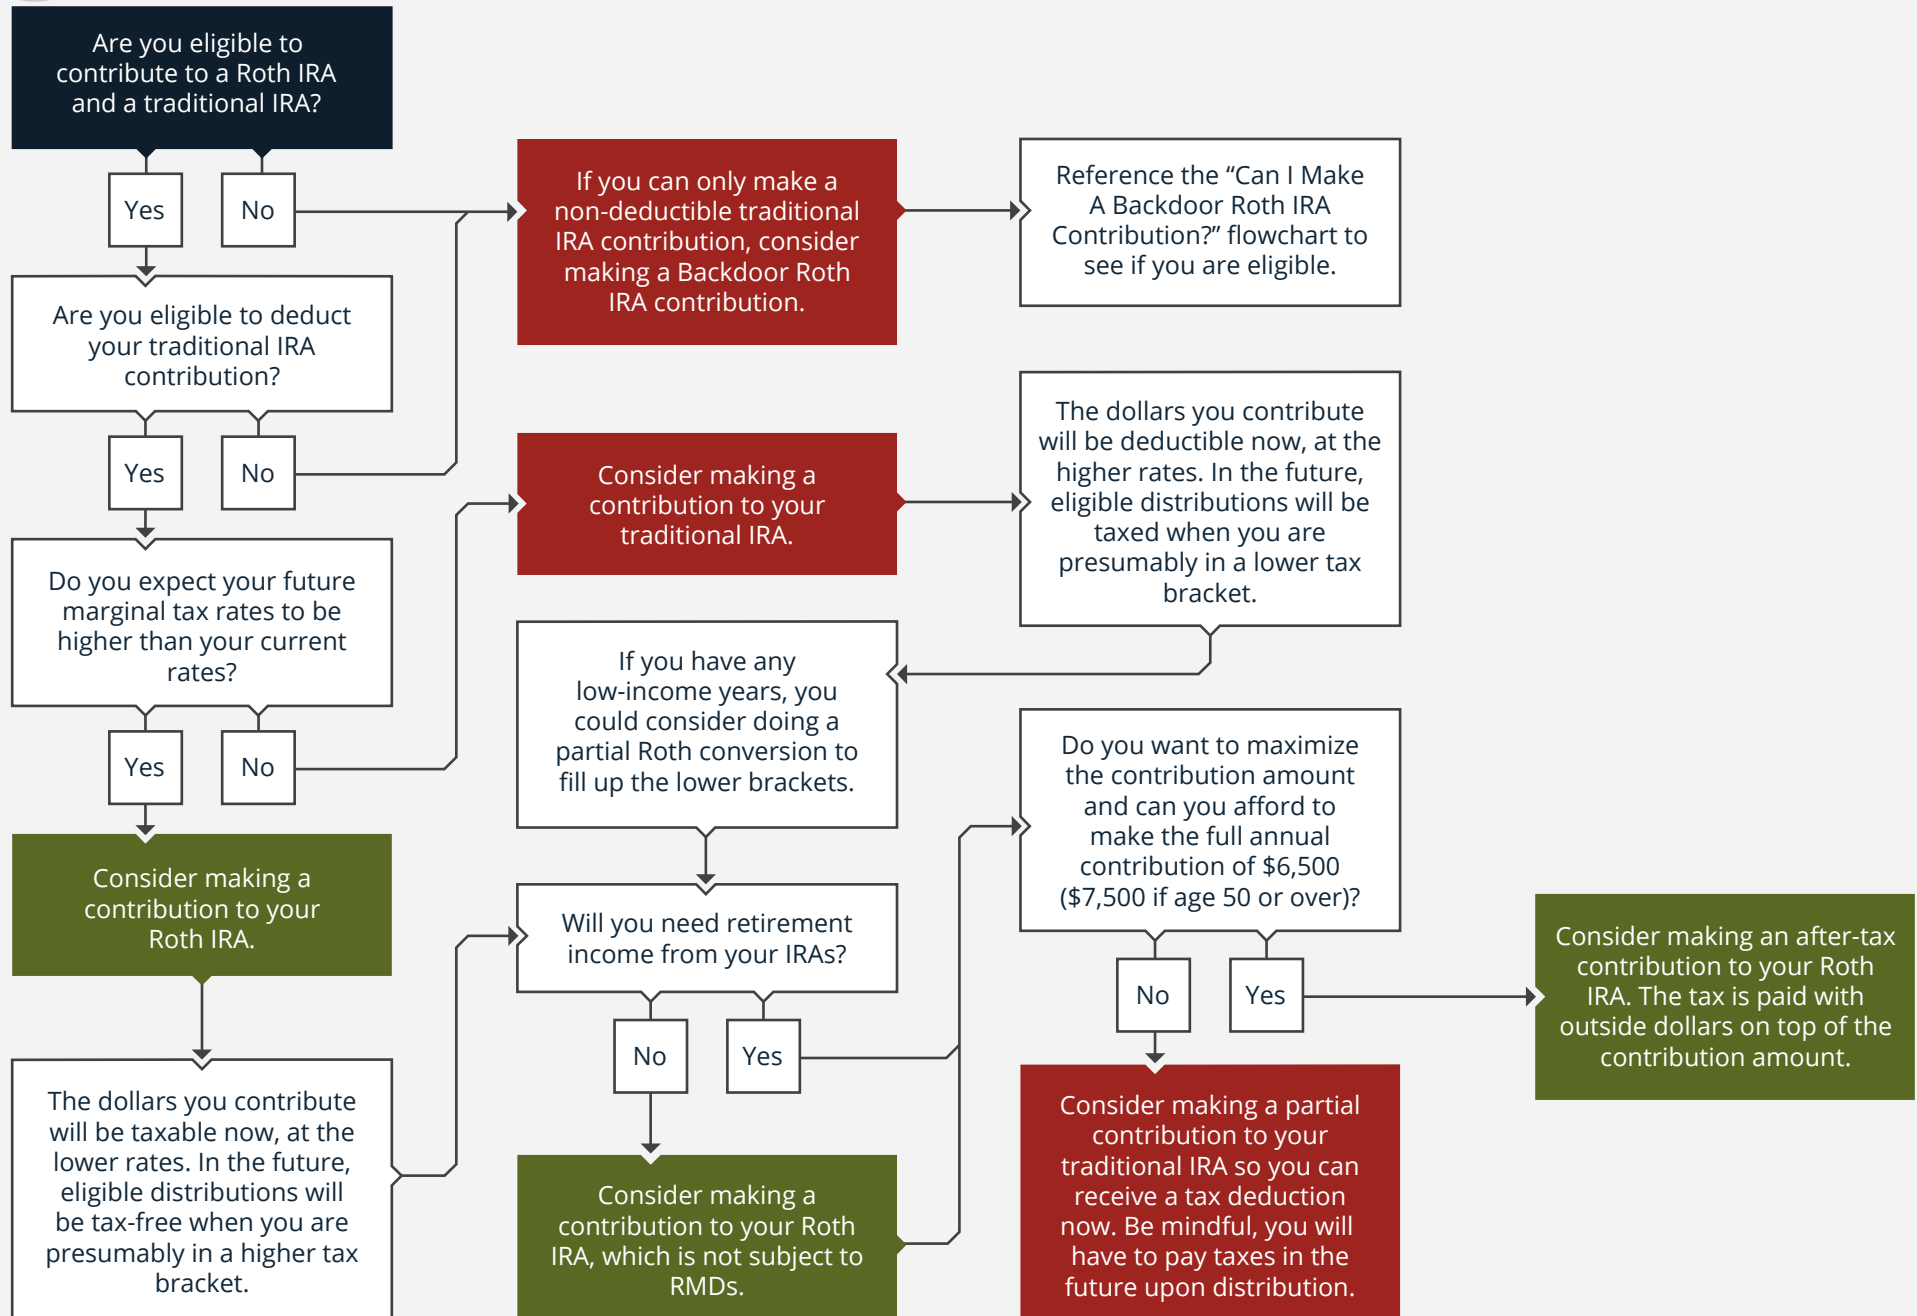 Are you eligible to
contribute to a Roth IRA
and a traditional IRA?
Yes
No
If you can only make a
non-deductible traditional
IRA contribution, consider
making a Backdoor Roth
IRA contribution.
Reference the “Can I Make
A Backdoor Roth IRA
Contribution?” flowchart to
see if you are eligible.
Are you eligible to deduct
your traditional IRA
contribution?
Yes
No
Consider making a
contribution to your
traditional IRA.
The dollars you contribute
will be deductible now, at the
higher rates. In the future,
eligible distributions will be
taxed when you are
presumably in a lower tax
bracket.
Do you expect your future
marginal tax rates to be
higher than your current
rates?
Yes
No
If you have any
low-income years, you
could consider doing a
partial Roth conversion to
fill up the lower brackets.
Do you want to maximize
the contribution amount
and can you afford to
make the full annual
contribution of $6,500
($7,500 if age 50 or over)?
Consider making a
contribution to your
Roth IRA.
Will you need retirement
income from your IRAs?
No
Yes
No
Yes
Consider making an after-tax
contribution to your Roth
IRA. The tax is paid with
outside dollars on top of the
contribution amount.
The dollars you contribute
will be taxable now, at the
lower rates. In the future,
eligible distributions will
be tax-free when you are
presumably in a higher tax
bracket.
Consider making a
contribution to your Roth
IRA, which is not subject to
RMDs.
Consider making a partial
contribution to your
traditional IRA so you can
receive a tax deduction
now. Be mindful, you will
have to pay taxes in the
future upon distribution.